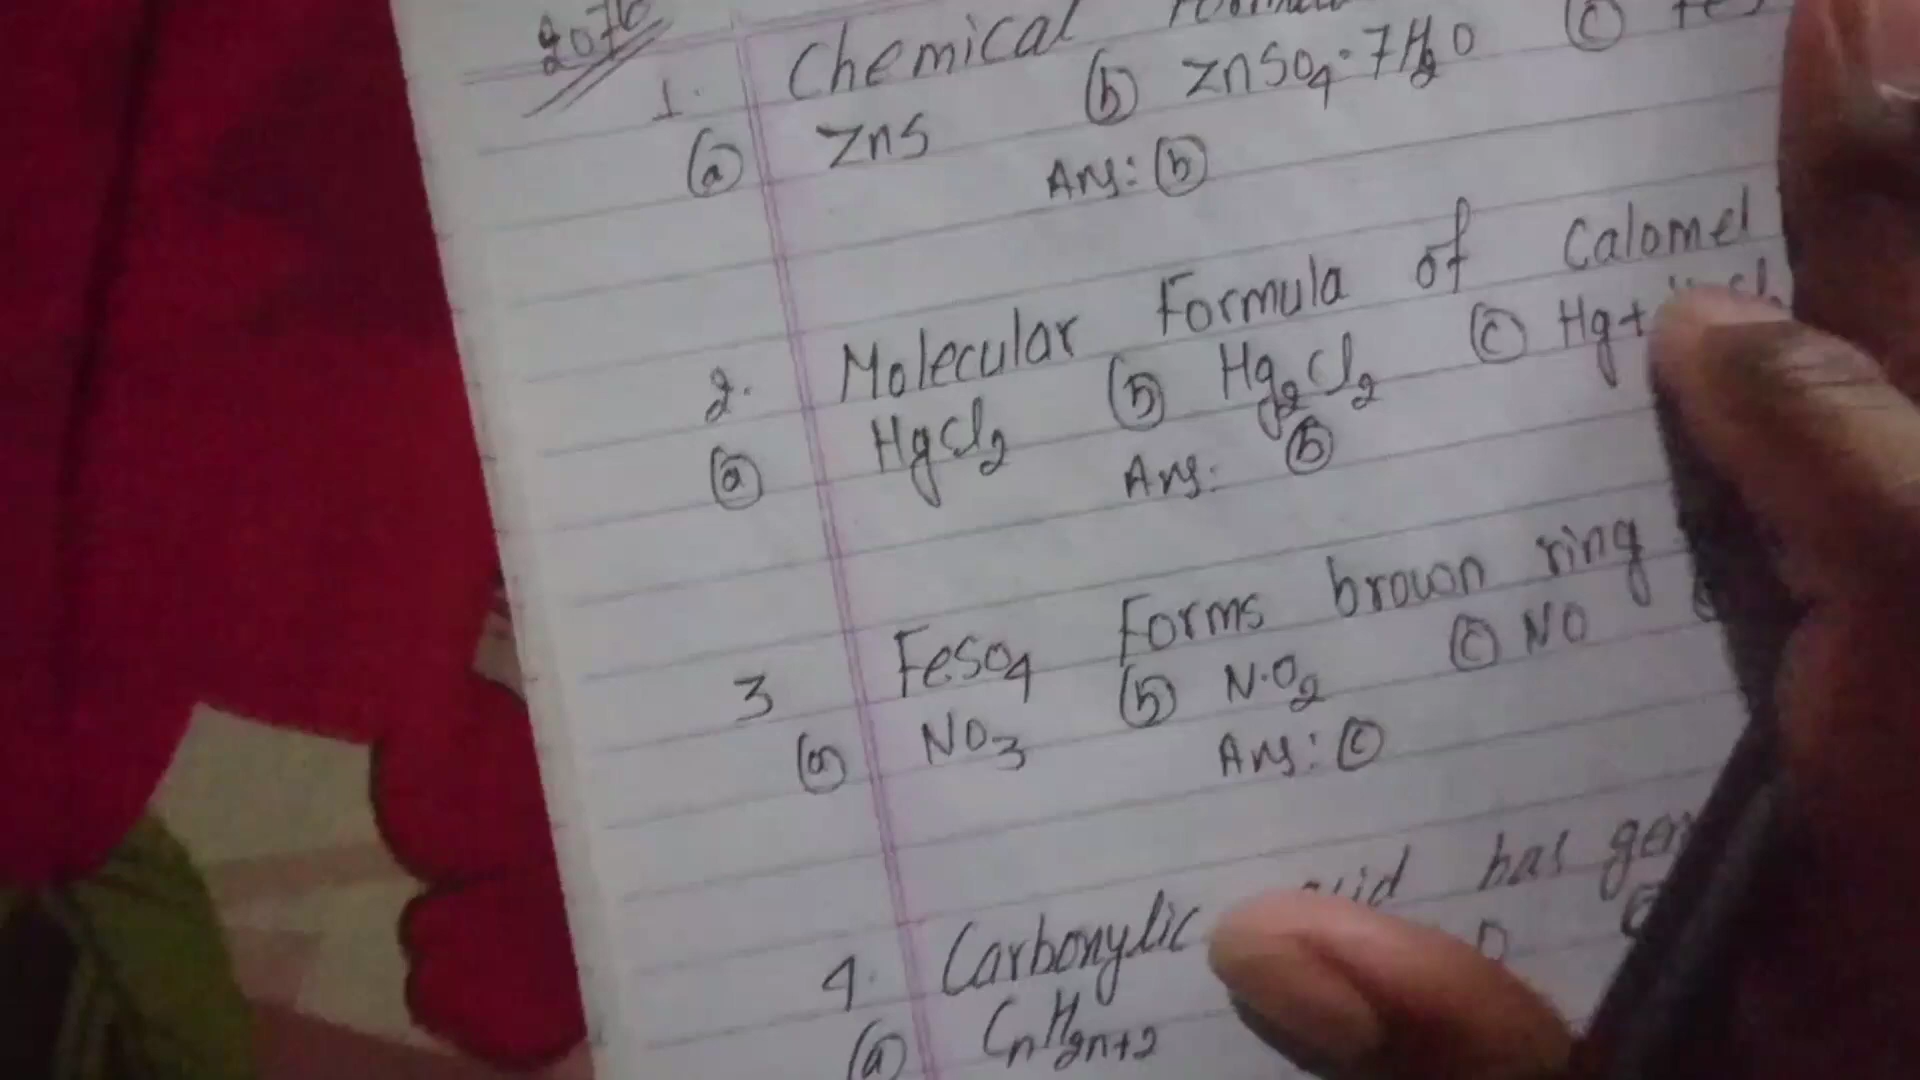 2076
1. Chemical
(a) ZnS (b) ZnSO4·7H2O (c)
Ans: (b)
2. Molecular Formula of Calomel
(a) HgCl2 (b) Hg2Cl2 (c) Hg+
Ans: (b)
3 FeSO4 Forms brown ring
(a) NO3 (b) N.O2 (c) NO
Ans: (c)
4. Carbonylic has
(a) CnH2n+2